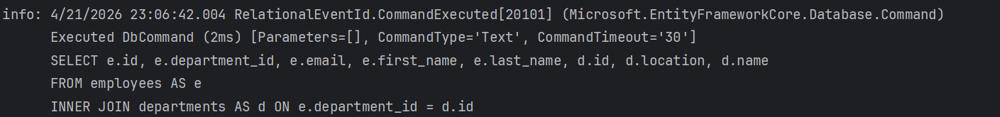 info: 4/21/2026 23:06:42.004 RelationalEventId.CommandExecuted[20101] (Microsoft.EntityFrameworkCore.Database.Command)
Executed DbCommand (2ms) [Parameters=[], CommandType='Text', CommandTimeout='30']
SELECT e.id, e.department_id, e.email, e.first_name, e.last_name, d.id, d.location, d.name
FROM employees AS e
INNER JOIN departments AS d ON e.department_id = d.id